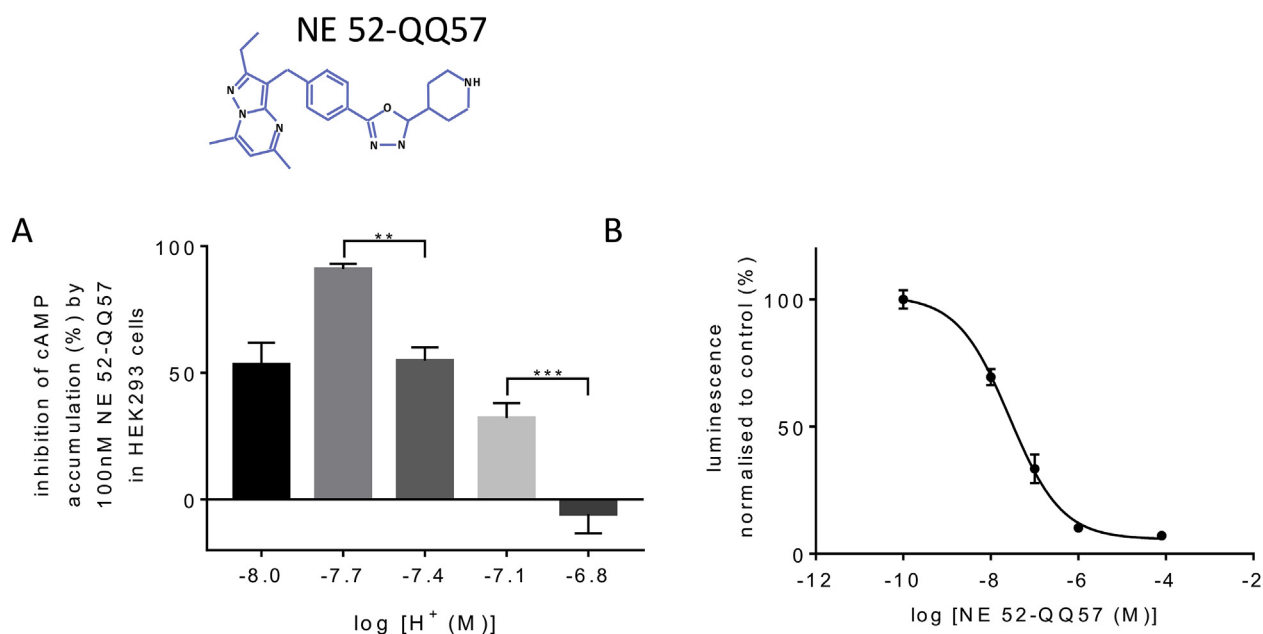 NE 52-QQ57
N
N
N
O
N
N
NH
A
inhibition of cAMP
accumulation (%) by
100nM NE 52-QQ57
in HEK293 cells
100
50
0
**
***
-8.0 -7.7 -7.4 -7.1 -6.8
log [H⁺ (M)]
B
luminescence
normalised to control (%)
100
50
0
-12 -10 -8 -6 -4 -2
log [NE 52-QQ57 (M)]